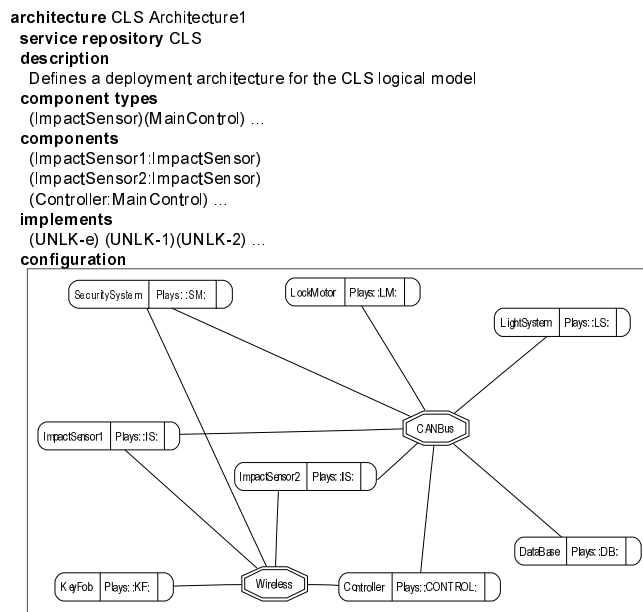 architecture CLS Architecture1
service repository CLS
description
Defines a deployment architecture for the CLS logical model
component types
(ImpactSensor)(MainControl) ...
components
(ImpactSensor1:ImpactSensor)
(ImpactSensor2:ImpactSensor)
(Controller:MainControl) ...
implements
(UNLK-e) (UNLK-1)(UNLK-2) ...
configuration
SecuritySystem Plays::SM:
LockMotor Plays::LM:
LightSystem Plays::LS:
ImpactSensor1 Plays::IS:
CANBus
ImpactSensor2 Plays::IS:
DataBase Plays::DB:
KeyFob Plays::KF:
Wireless
Controller Plays::CONTROL: